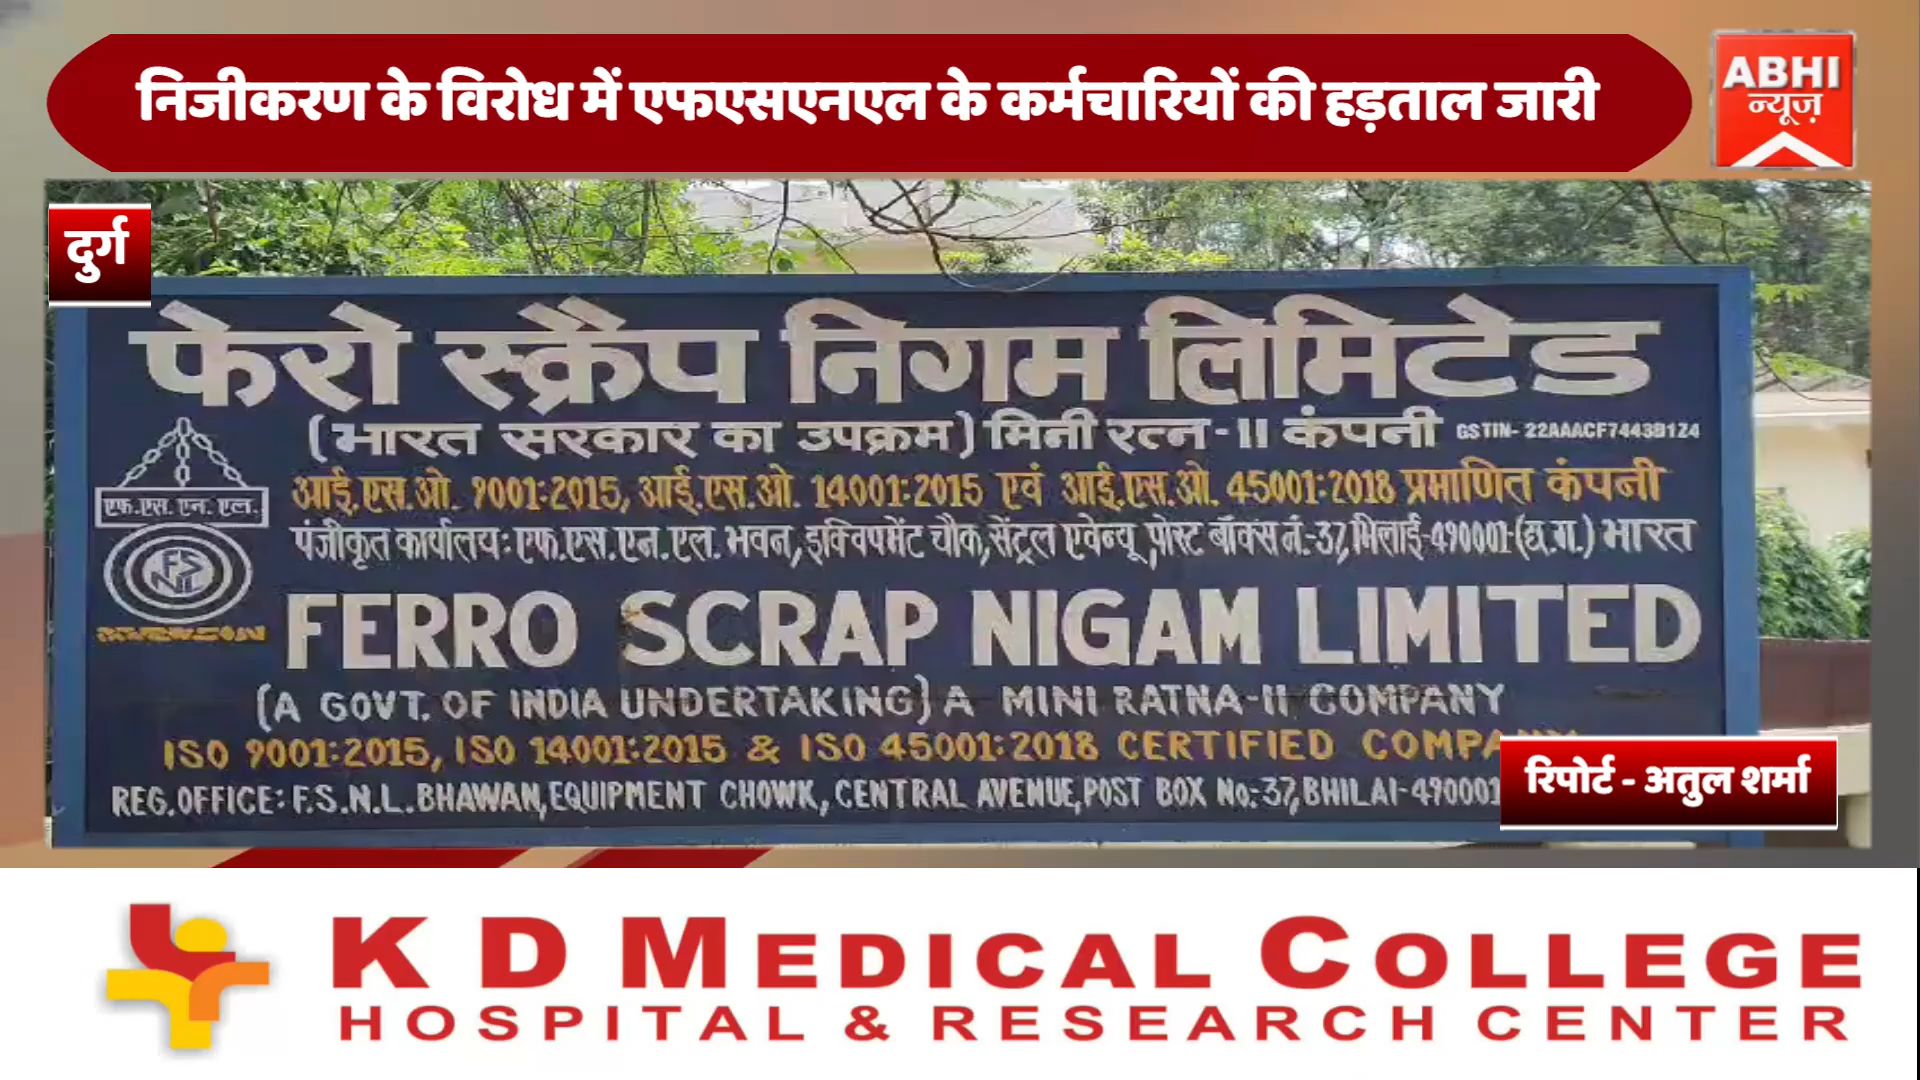 निजीकरण के विरोध में एफएसएनएल के कर्मचारियों की हड़ताल जारी
ABHI
न्यूज़
दुर्ग
फेरो स्क्रैप निगम लिमिटेड
(भारत सरकार का उपक्रम) मिनी रत्न-II कंपनी GSTIN- 22AAACF7443B1Z4
आई.एस.ओ. 9001:2015, आई.एस.ओ. 14001:2015 एवं आई.एस.ओ. 45001:2018 प्रमाणित कंपनी
एफ.एस.एन.एल.
पंजीकृत कार्यालय: एफ.एस.एन.एल. भवन, इक्विपमेंट चौक, सेंट्रल एवेन्यू, पोस्ट बॉक्स नं.-37, भिलाई-490001-(छ.ग.) भारत
FSNIL
FERRO SCRAP NIGAM LIMITED
(A GOVT. OF INDIA UNDERTAKING) A MINI RATNA-II COMPANY
ISO 9001:2015, ISO 14001:2015 & ISO 45001:2018 CERTIFIED
REG.OFFICE: F.S.N.L. BHAWAN, EQUIPMENT CHOWK, CENTRAL AVENUE, POST BOX No:-37, BHILAI-490001
रिपोर्ट - अतुल शर्मा
K D MEDICAL COLLEGE
HOSPITAL & RESEARCH CENTER